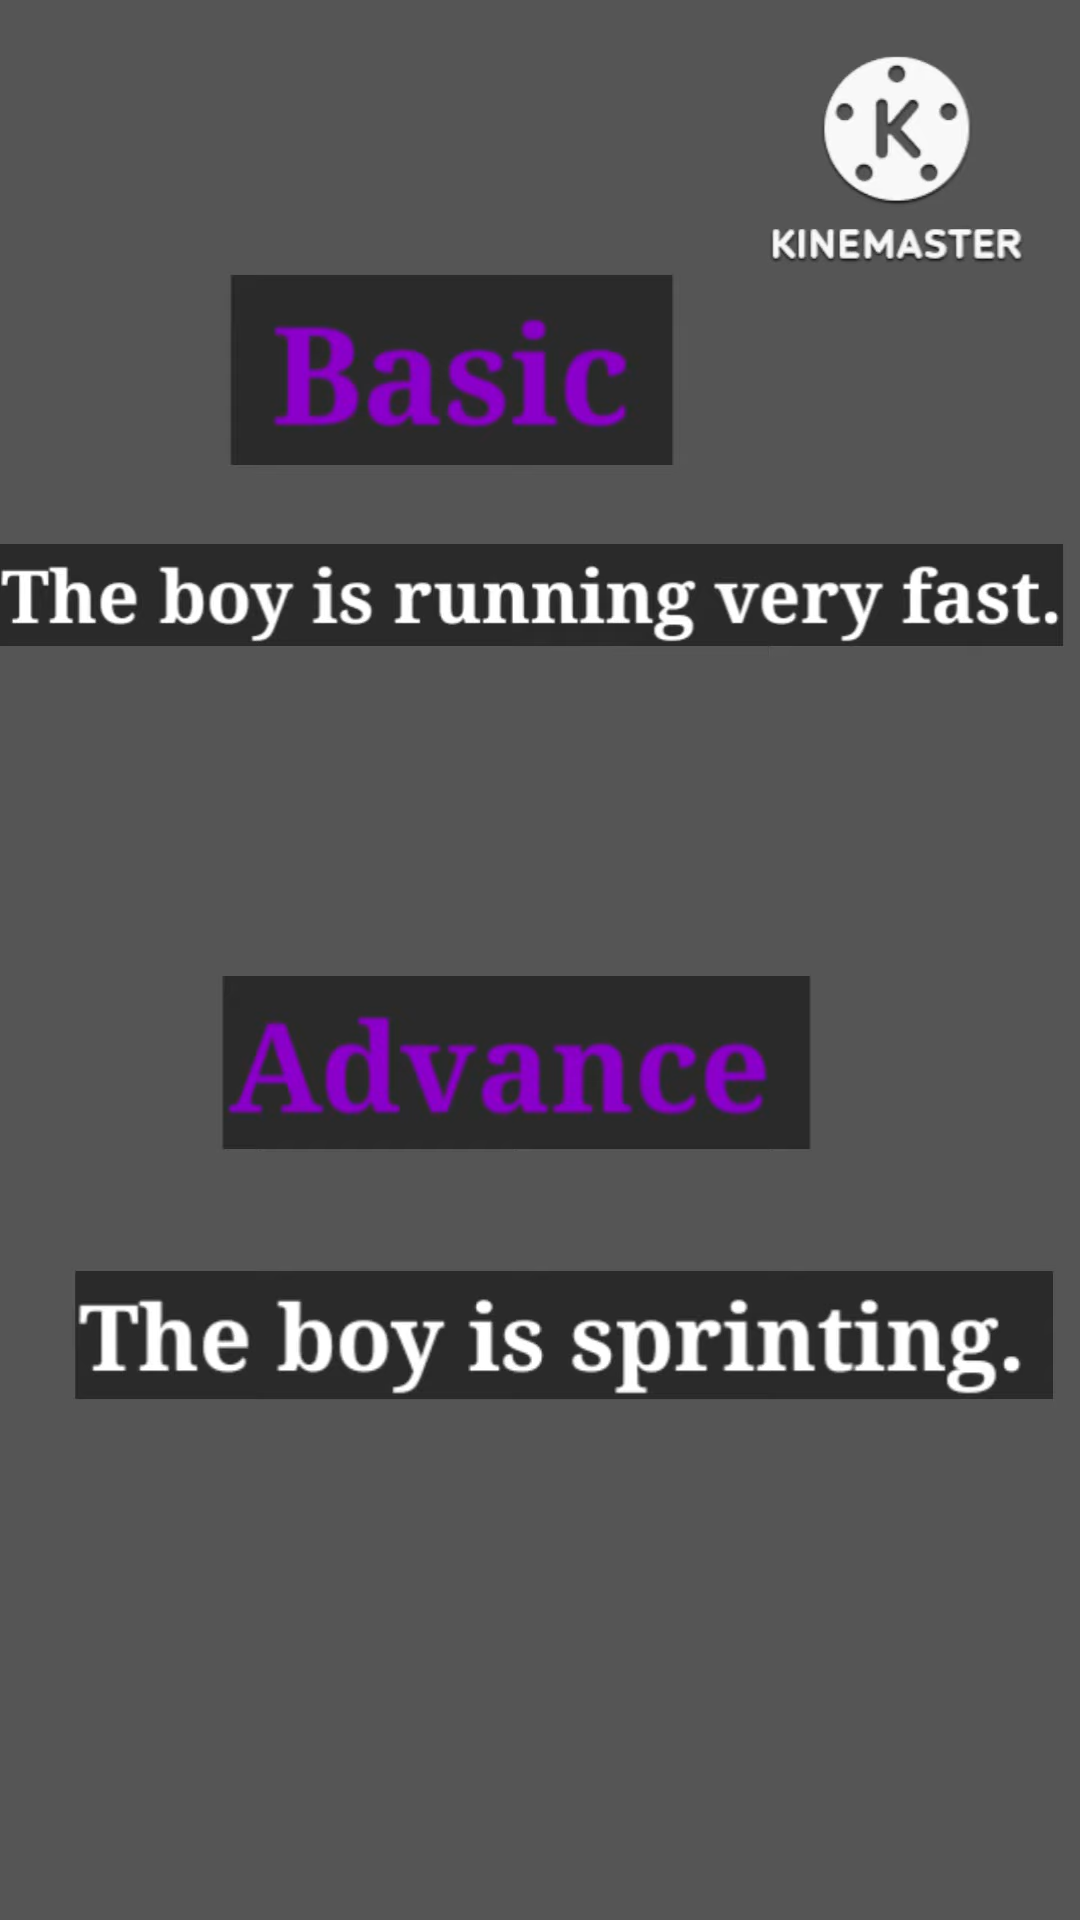 K
KINEMASTER
Basic
The boy is running very fast.
Advance
The boy is sprinting.